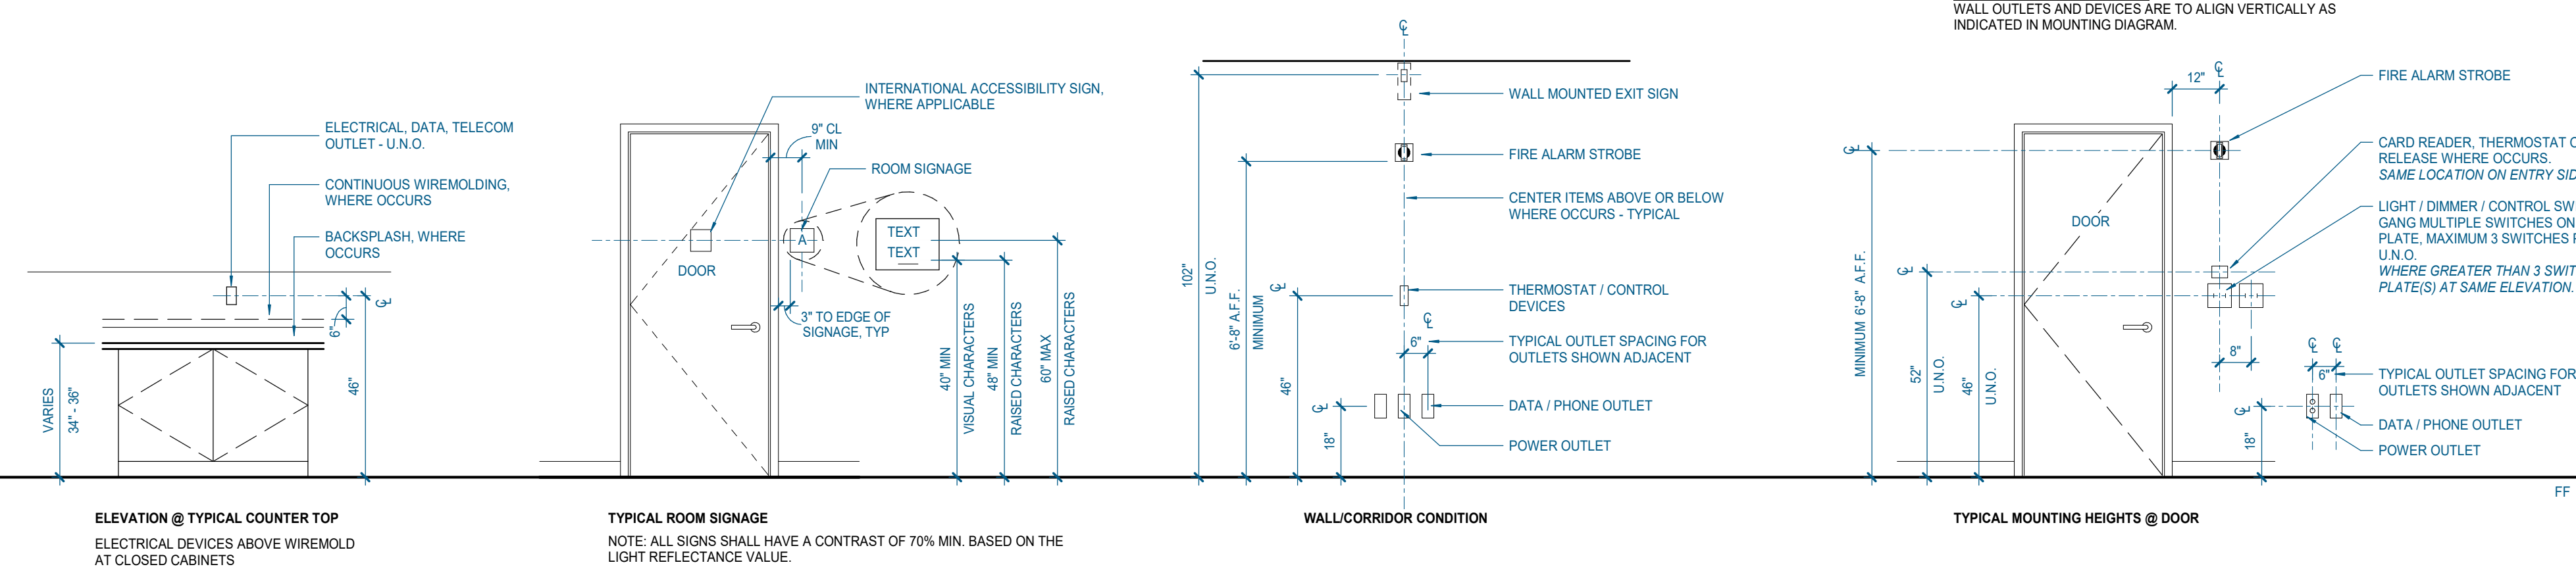 WALL OUTLETS AND DEVICES ARE TO ALIGN VERTICALLY AS
INDICATED IN MOUNTING DIAGRAM.
ELECTRICAL, DATA, TELECOM
OUTLET - U.N.O.
CONTINUOUS WIREMOLDING,
WHERE OCCURS
BACKSPLASH, WHERE
OCCURS
6"
46"
VARIES
34" - 36"
ELEVATION @ TYPICAL COUNTER TOP
ELECTRICAL DEVICES ABOVE WIREMOLD
AT CLOSED CABINETS
INTERNATIONAL ACCESSIBILITY SIGN,
WHERE APPLICABLE
9" CL
MIN
ROOM SIGNAGE
A
TEXT
TEXT
DOOR
3" TO EDGE OF
SIGNAGE, TYP
40" MIN
VISUAL CHARACTERS
48" MIN
RAISED CHARACTERS
60" MAX
RAISED CHARACTERS
TYPICAL ROOM SIGNAGE
NOTE: ALL SIGNS SHALL HAVE A CONTRAST OF 70% MIN. BASED ON THE
LIGHT REFLECTANCE VALUE.
WALL MOUNTED EXIT SIGN
FIRE ALARM STROBE
CENTER ITEMS ABOVE OR BELOW
WHERE OCCURS - TYPICAL
THERMOSTAT / CONTROL
DEVICES
6"
TYPICAL OUTLET SPACING FOR
OUTLETS SHOWN ADJACENT
DATA / PHONE OUTLET
POWER OUTLET
102"
U.N.O.
6'-8" A.F.F.
MINIMUM
46"
18"
WALL/CORRIDOR CONDITION
12"
FIRE ALARM STROBE
CARD READER, THERMOSTAT
RELEASE WHERE OCCURS.
SAME LOCATION ON ENTRY
LIGHT / DIMMER / CONTROL
GANG MULTIPLE SWITCHES ON
PLATE, MAXIMUM 3 SWITCHES
U.N.O.
WHERE GREATER THAN 3
PLATE(S) AT SAME ELEVATION.
DOOR
MINIMUM 6'-8" A.F.F.
52"
U.N.O.
46"
U.N.O.
8"
6"
TYPICAL OUTLET SPACING FOR
OUTLETS SHOWN ADJACENT
DATA / PHONE OUTLET
POWER OUTLET
18"
FF
TYPICAL MOUNTING HEIGHTS @ DOOR